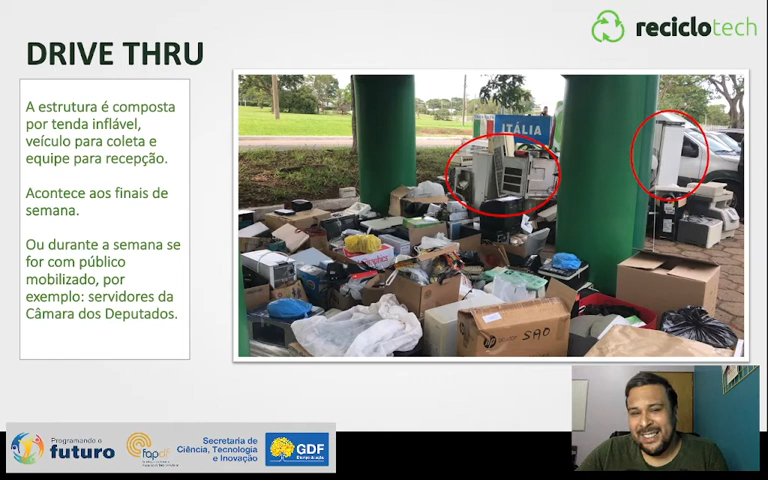 reciclotech
DRIVE THRU
A estrutura é composta
por tenda inflável,
veículo para coleta e
equipe para recepção.
Acontece aos finais de
semana.
Ou durante a semana se
for com público
mobilizado, por
exemplo: servidores da
Câmara dos Deputados.
ITÁLIA
hp
SAO
Programando o
futuro
fapdf
Secretaria de
Ciência, Tecnologia
e Inovação
GDF